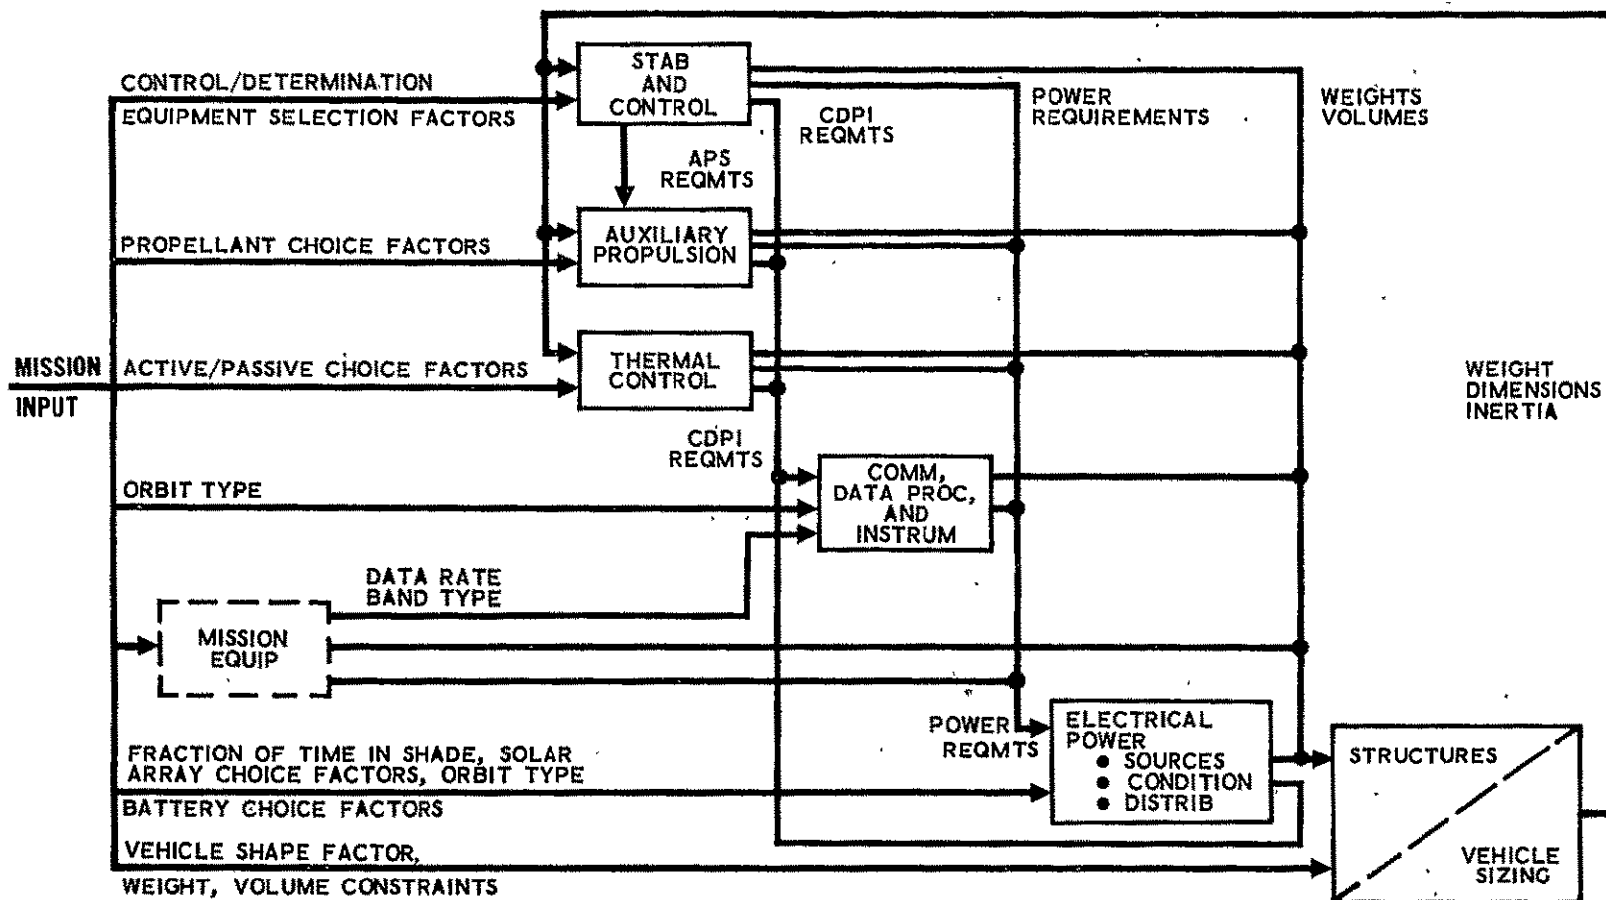 CONTROL/DETERMINATION
EQUIPMENT SELECTION FACTORS
STAB
AND
CONTROL
CDPI
REQMTS
POWER
REQUIREMENTS
WEIGHTS
VOLUMES
APS
REQMTS
PROPELLANT CHOICE FACTORS
AUXILIARY
PROPULSION
MISSION
INPUT
ACTIVE/PASSIVE CHOICE FACTORS
THERMAL
CONTROL
WEIGHT
DIMENSIONS
INERTIA
CDPI
REQMTS
ORBIT TYPE
COMM,
DATA PROC,
AND
INSTRUM
DATA RATE
BAND TYPE
MISSION
EQUIP
POWER
REQMTS
ELECTRICAL
POWER
● SOURCES
● CONDITION
● DISTRIB
FRACTION OF TIME IN SHADE, SOLAR
ARRAY CHOICE FACTORS, ORBIT TYPE
BATTERY CHOICE FACTORS
STRUCTURES
VEHICLE
SIZING
VEHICLE SHAPE FACTOR,
WEIGHT, VOLUME CONSTRAINTS